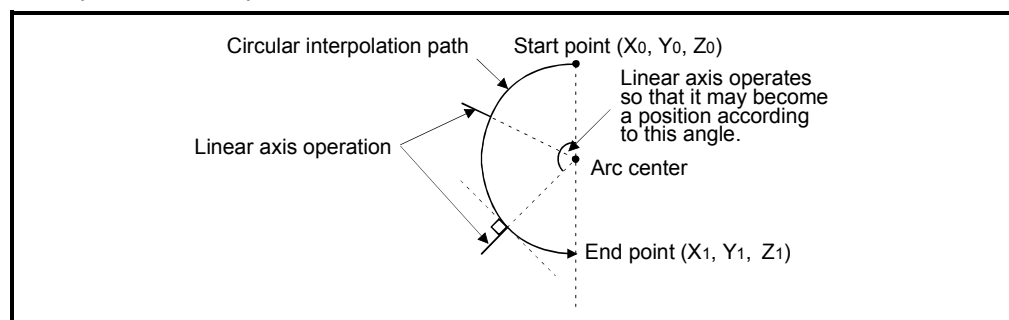 Circular interpolation path
Start point (X0, Y0, Z0)
Linear axis operates
so that it may become
a position according
to this angle.
Linear axis operation
Arc center
End point (X1, Y1, Z1)